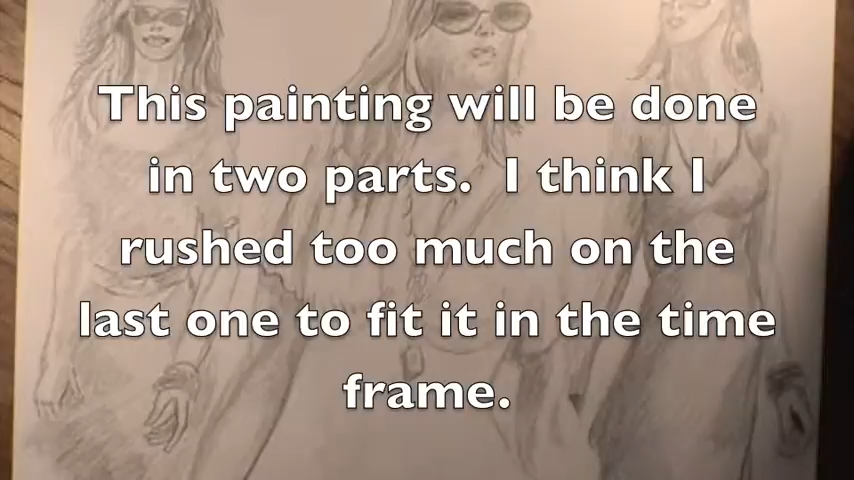 This painting will be done
in two parts.  I think I
rushed too much on the
last one to fit it in the time
frame.